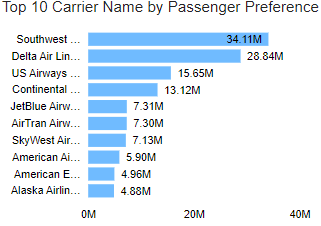 Top 10 Carrier Name by Passenger Preference
Southwest ... 34.11M
Delta Air Lin... 28.84M
US Airways ... 15.65M
Continental ... 13.12M
JetBlue Airw... 7.31M
AirTran Airw... 7.30M
SkyWest Air... 7.13M
American Ai... 5.90M
American E... 4.96M
Alaska Airlin... 4.88M
0M 20M 40M